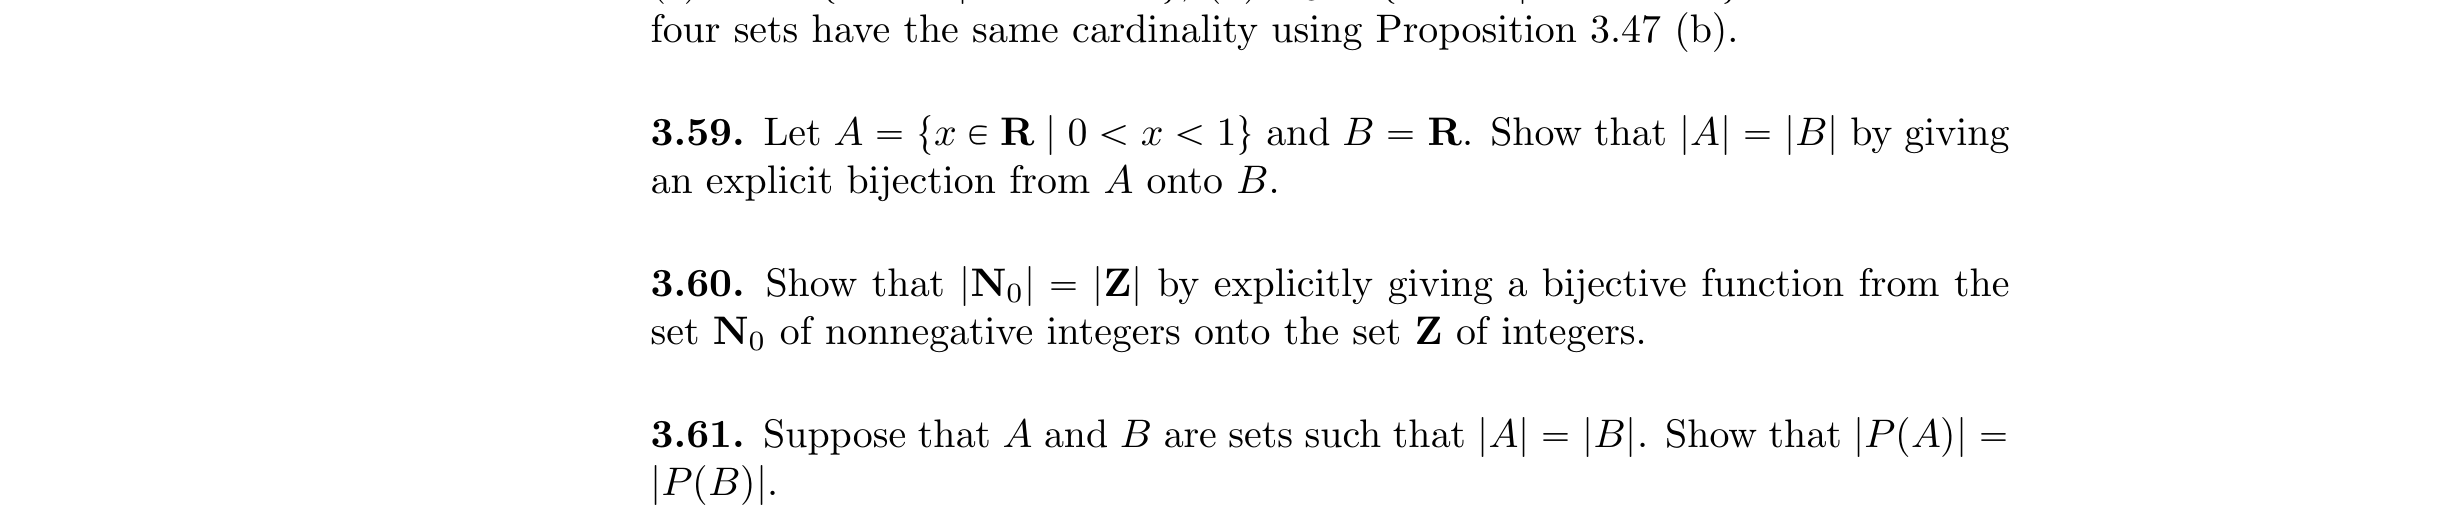 four sets have the same cardinality using Proposition 3.47 (b).
3.59. Let A = {x ∈ R | 0 < x < 1} and B = R. Show that |A| = |B| by giving
an explicit bijection from A onto B.
3.60. Show that |N₀| = |Z| by explicitly giving a bijective function from the
set N₀ of nonnegative integers onto the set Z of integers.
3.61. Suppose that A and B are sets such that |A| = |B|. Show that |P(A)| =
|P(B)|.